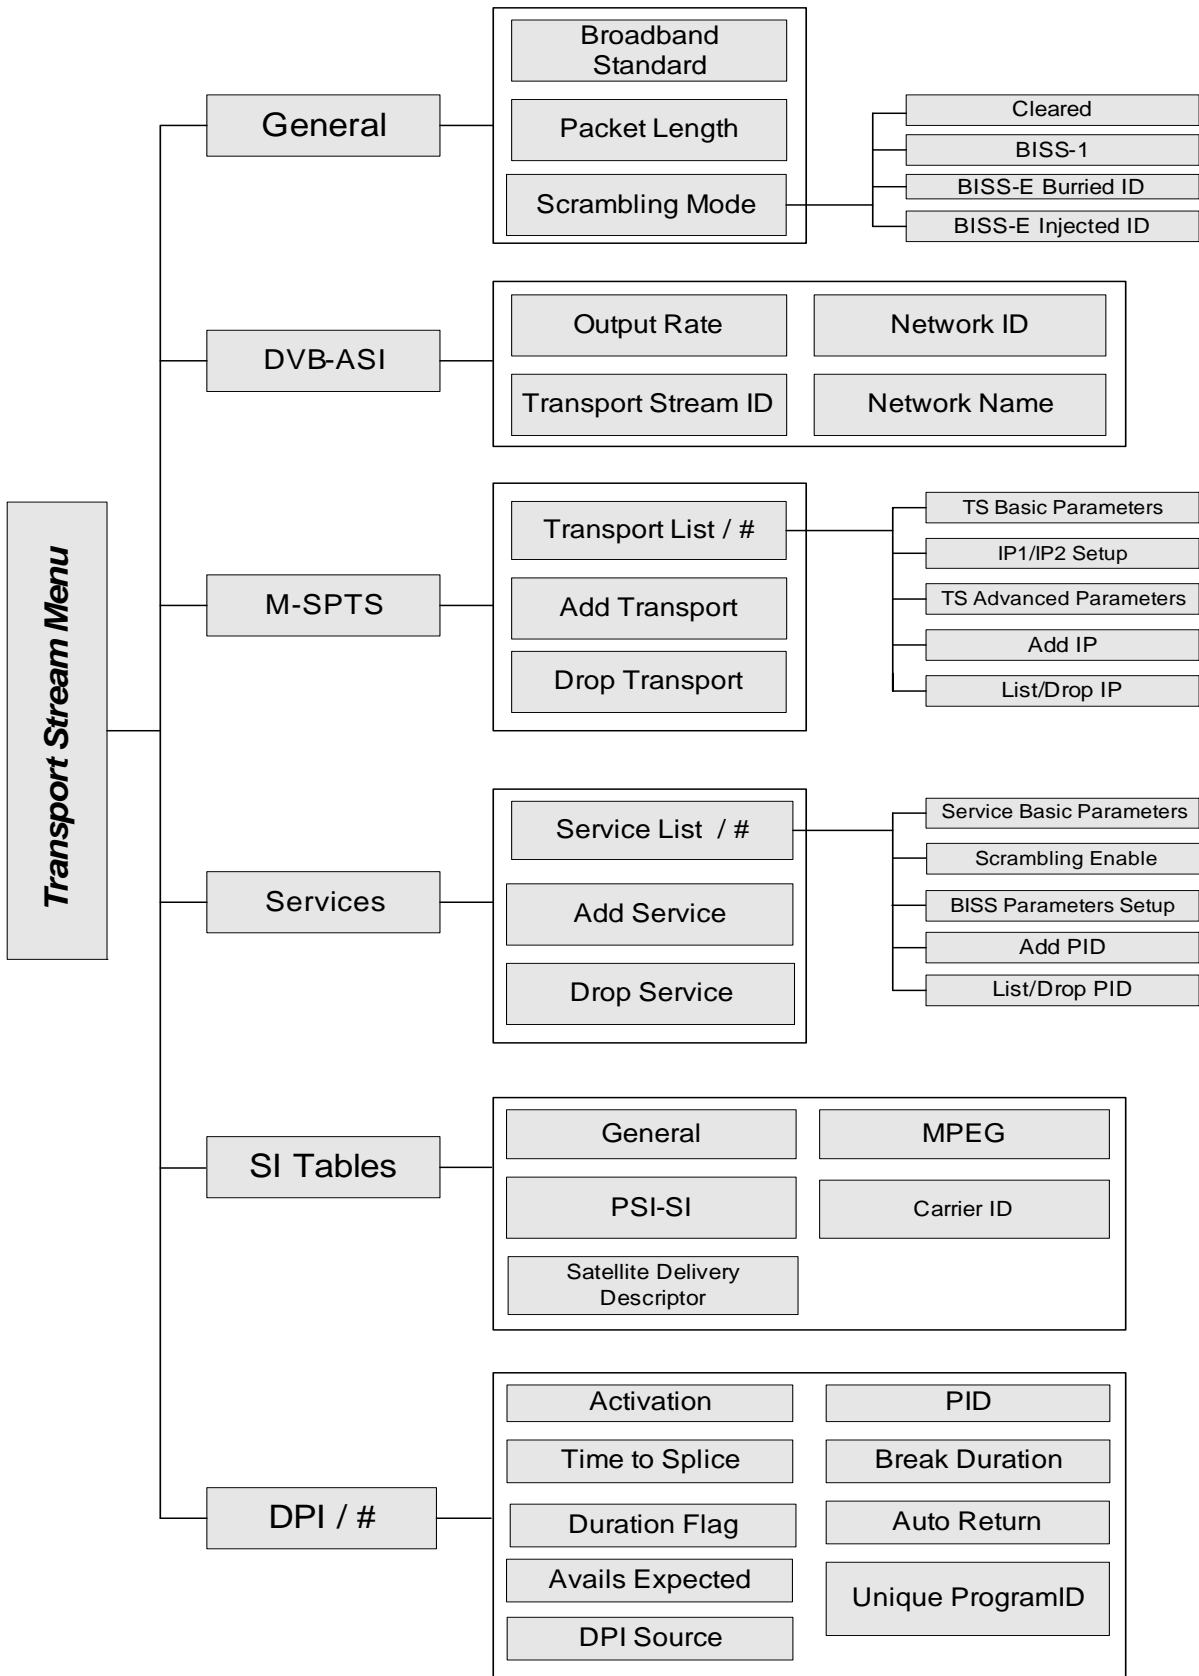 Transport Stream Menu
General
Broadband
Standard
Packet Length
Scrambling Mode
Cleared
BISS-1
BISS-E Burried ID
BISS-E Injected ID
DVB-ASI
Output Rate
Network ID
Transport Stream ID
Network Name
M-SPTS
Transport List / #
Add Transport
Drop Transport
TS Basic Parameters
IP1/IP2 Setup
TS Advanced Parameters
Add IP
List/Drop IP
Services
Service List / #
Add Service
Drop Service
Service Basic Parameters
Scrambling Enable
BISS Parameters Setup
Add PID
List/Drop PID
SI Tables
General
MPEG
PSI-SI
Carrier ID
Satellite Delivery
Descriptor
DPI / #
Activation
PID
Time to Splice
Break Duration
Duration Flag
Auto Return
Avails Expected
Unique ProgramID
DPI Source